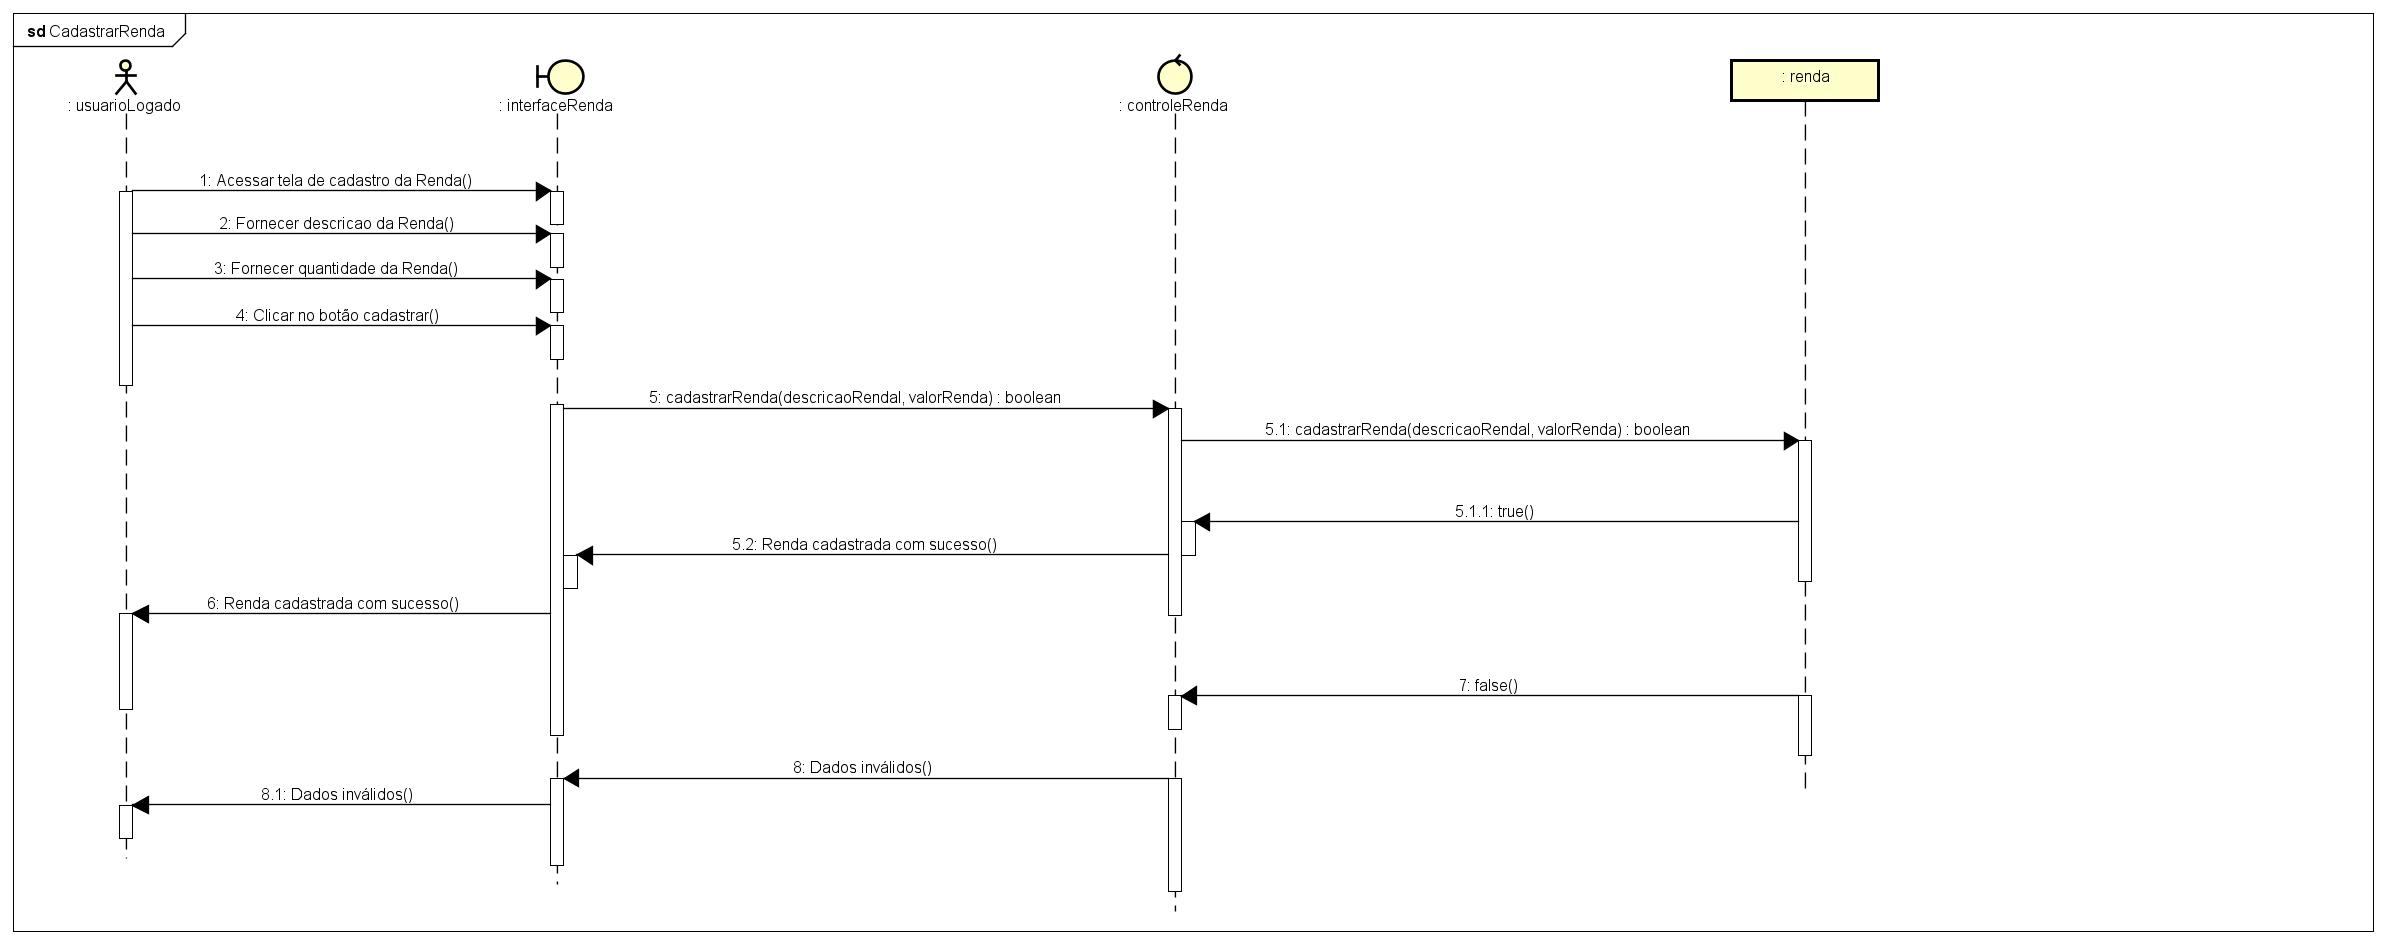 sd CadastrarRenda
: usuarioLogado
: interfaceRenda
: controleRenda
: renda
1: Acessar tela de cadastro da Renda()
2: Fornecer descricao da Renda()
3: Fornecer quantidade da Renda()
4: Clicar no botão cadastrar()
5: cadastrarRenda(descricaoRendal, valorRenda) : boolean
5.1: cadastrarRenda(descricaoRendal, valorRenda) : boolean
5.1.1: true()
5.2: Renda cadastrada com sucesso()
6: Renda cadastrada com sucesso()
7: false()
8: Dados inválidos()
8.1: Dados inválidos()